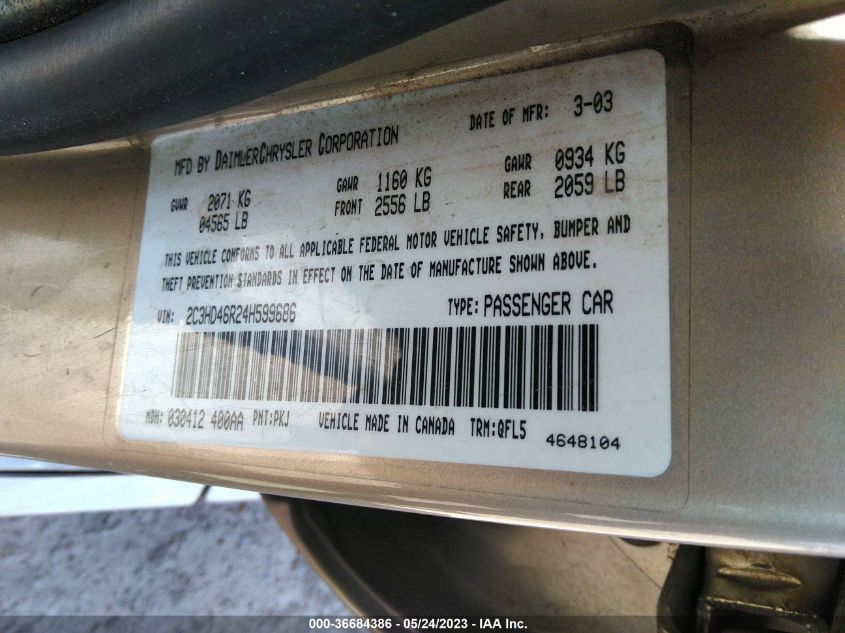 MFD BY DAIMLERCHRYSLER CORPORATION DATE OF MFR: 3-03
GVWR 2071 KG GAWR 1160 KG GAWR 0934 KG
04565 LB FRONT 2556 LB REAR 2059 LB
THIS VEHICLE CONFORMS TO ALL APPLICABLE FEDERAL MOTOR VEHICLE SAFETY, BUMPER AND
THEFT PREVENTION STANDARDS IN EFFECT ON THE DATE OF MANUFACTURE SHOWN ABOVE.
VIN: 2C3HD46R24H599686 TYPE: PASSENGER CAR
MDH: 030412 400AA PNT:PKJ VEHICLE MADE IN CANADA TRM:QFL5 4648104
000-36684386 - 05/24/2023 - IAA Inc.